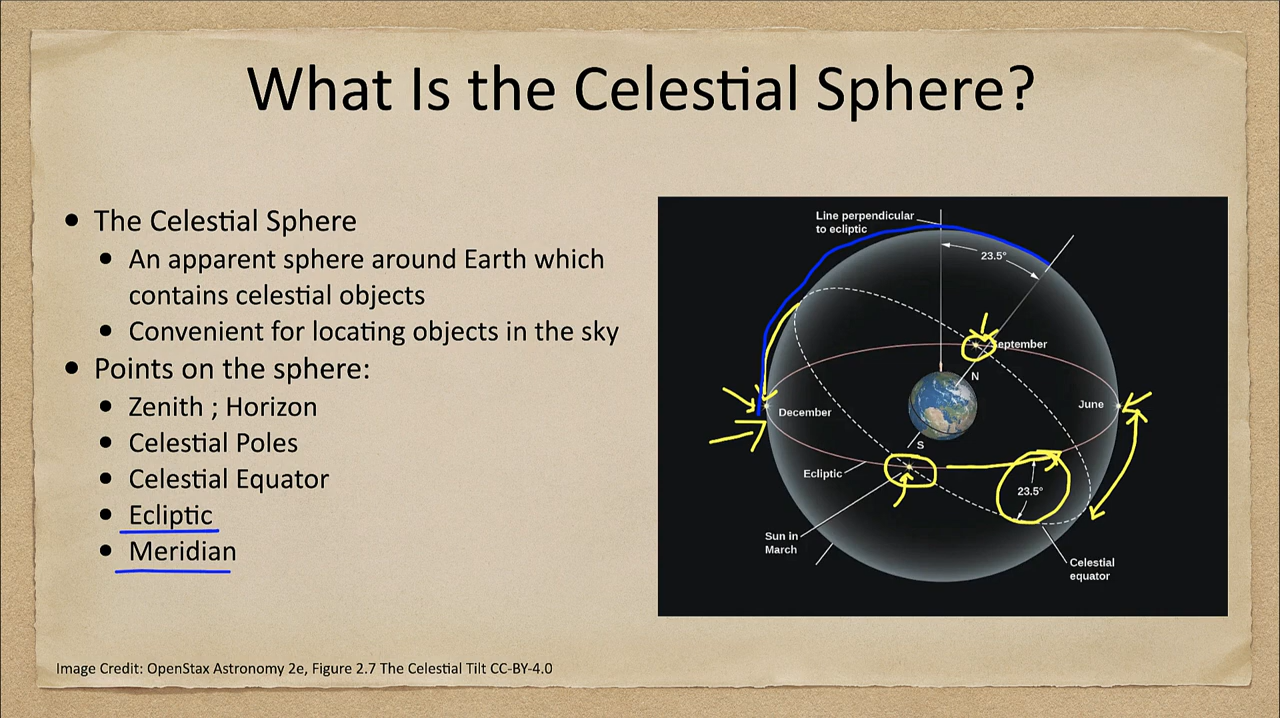 What Is the Celestial Sphere?
• The Celestial Sphere
• An apparent sphere around Earth which
contains celestial objects
• Convenient for locating objects in the sky
• Points on the sphere:
• Zenith ; Horizon
• Celestial Poles
• Celestial Equator
• Ecliptic
• Meridian
Line perpendicular
to ecliptic
23.5°
September
N
December
June
S
Ecliptic
23.5°
Sun in
March
Celestial
equator
Image Credit: OpenStax Astronomy 2e, Figure 2.7 The Celestial Tilt CC-BY-4.0